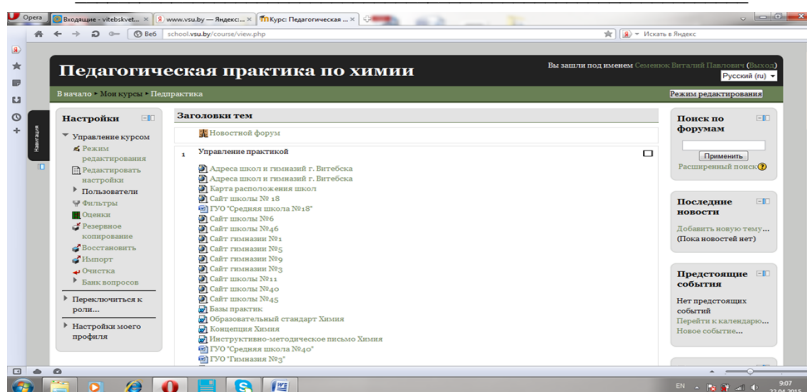 Opera
Входящие - vitebskvet...
www.vsu.by — Яндекс:...
Курс: Педагогическая ...
Веб
school.vsu.by/course/view.php
Искать в Яндекс
Навигация
Педагогическая практика по химии
Вы зашли под именем Семенюк Виталий Павлович (Выход)
Русский (ru)
В начало Мои курсы Педпрактика
Режим редактирования
Настройки
Управление курсом
Режим
редактирования
Редактировать
настройки
Пользователи
Фильтры
Оценки
Резервное
копирование
Восстановить
Импорт
Очистка
Банк вопросов
Переключиться к
роли...
Настройки моего
профиля
Заголовки тем
Новостной форум
1 Управление практикой
Адреса школ и гимназий г. Витебска
Адреса школ и гимназий г. Витебска
Карта расположения школ
Сайт школы № 18
ГУО "Средняя школа №18"
Сайт школы №6
Сайт школы №46
Сайт гимназии №1
Сайт гимназии №5
Сайт гимназии №9
Сайт гимназии №3
Сайт школы №11
Сайт школы №40
Сайт школы №45
Базы практик
Образовательный стандарт Химия
Концепция Химия
Инструктивно-методическое письмо Химия
ГУО "Средняя школа №40"
ГУО "Гимназия №3"
Поиск по
форумам
Применить
Расширенный поиск
Последние
новости
Добавить новую тему...
(Пока новостей нет)
Предстоящие
события
Нет предстоящих
событий
Перейти к календарю...
Новое событие...
EN
9:07
22.04.2015